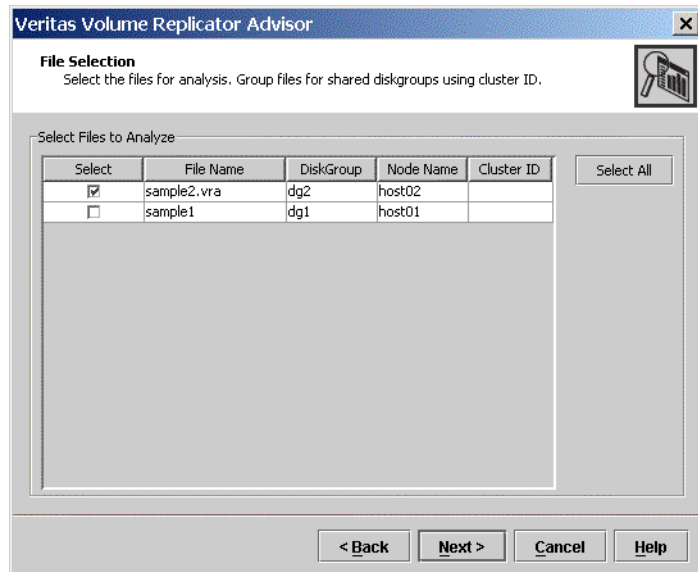 Veritas Volume Replicator Advisor
File Selection
Select the files for analysis. Group files for shared diskgroups using cluster ID.
Select Files to Analyze
Select File Name DiskGroup Node Name Cluster ID Select All
sample2.vra dg2 host02
sample1 dg1 host01
< Back Next > Cancel Help